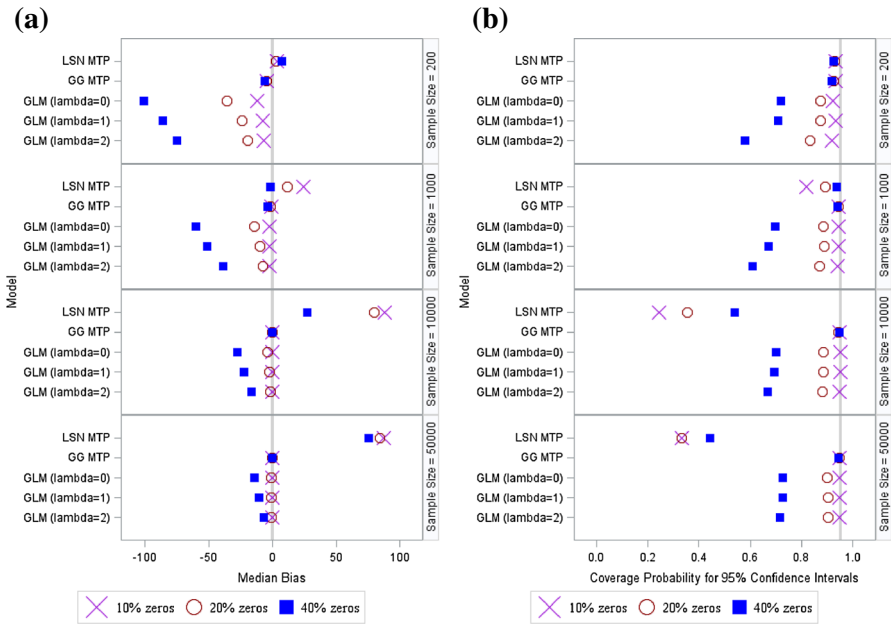 (a)
LSN MTP
GG MTP
GLM (lambda=0)
GLM (lambda=1)
GLM (lambda=2)
Sample Size = 200
LSN MTP
GG MTP
GLM (lambda=0)
GLM (lambda=1)
GLM (lambda=2)
Sample Size = 1000
LSN MTP
GG MTP
GLM (lambda=0)
GLM (lambda=1)
GLM (lambda=2)
Sample Size = 10000
LSN MTP
GG MTP
GLM (lambda=0)
GLM (lambda=1)
GLM (lambda=2)
Sample Size = 50000
Model
-100 -50 0 50 100
Median Bias
10% zeros 20% zeros 40% zeros
(b)
LSN MTP
GG MTP
GLM (lambda=0)
GLM (lambda=1)
GLM (lambda=2)
Sample Size = 200
LSN MTP
GG MTP
GLM (lambda=0)
GLM (lambda=1)
GLM (lambda=2)
Sample Size = 1000
LSN MTP
GG MTP
GLM (lambda=0)
GLM (lambda=1)
GLM (lambda=2)
Sample Size = 10000
LSN MTP
GG MTP
GLM (lambda=0)
GLM (lambda=1)
GLM (lambda=2)
Sample Size = 50000
Model
0.0 0.2 0.4 0.6 0.8 1.0
Coverage Probability for 95% Confidence Intervals
10% zeros 20% zeros 40% zeros